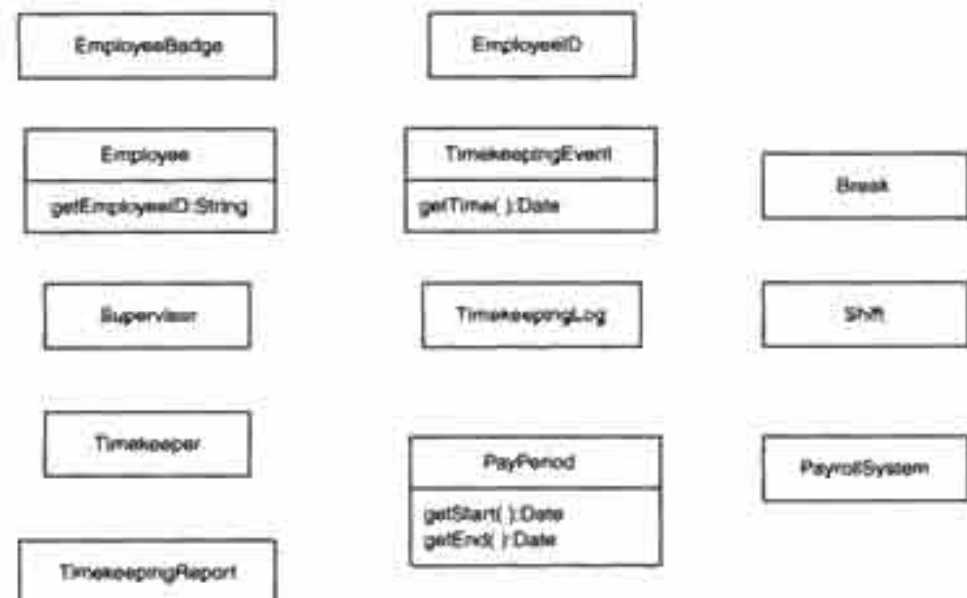 EmployeeBadge
EmployeeID
Employee
getEmployeeID:String
TimekeepingEvent
getTime( ):Date
Break
Supervisor
TimekeepingLog
Shift
Timekeeper
PayPeriod
getStart( ):Date
getEnd( ):Date
PayrollSystem
TimekeepingReport